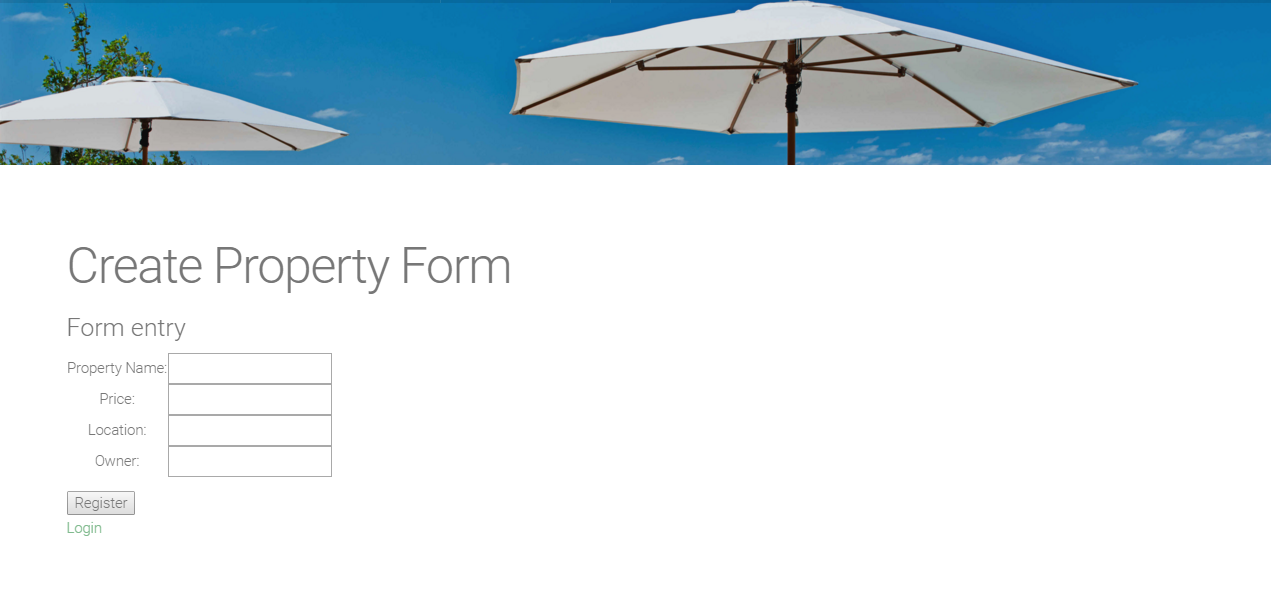 Create Property Form
Form entry
Property Name:
Price:
Location:
Owner:
Register
Login